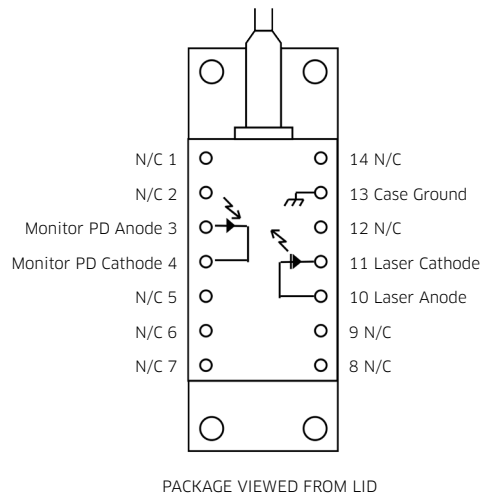 N/C 1
N/C 2
Monitor PD Anode 3
Monitor PD Cathode 4
N/C 5
N/C 6
N/C 7
14 N/C
13 Case Ground
12 N/C
11 Laser Cathode
10 Laser Anode
9 N/C
8 N/C
PACKAGE VIEWED FROM LID